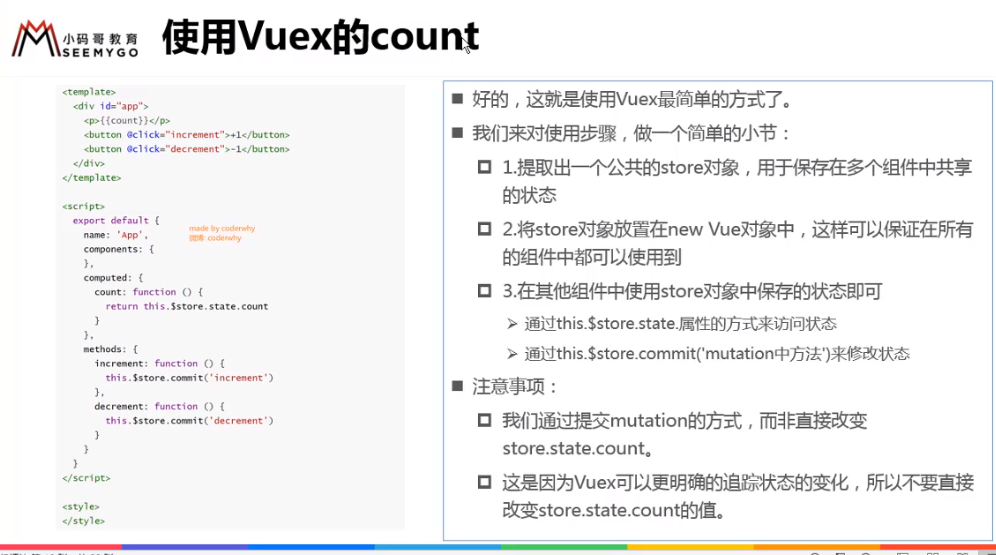 小码哥教育
SEEMYGO
使用Vuex的count
<template>
  <div id="app">
    <p>{{count}}</p>
    <button @click="increment">+1</button>
    <button @click="decrement">-1</button>
  </div>
</template>

<script>
  export default {
    name: 'App',
    components: {
    },
    computed: {
      count: function () {
        return this.$store.state.count
      }
    },
    methods: {
      increment: function () {
        this.$store.commit('increment')
      },
      decrement: function () {
        this.$store.commit('decrement')
      }
    }
  }
</script>

<style>
</style>
made by coderwhy
微博: coderwhy
■ 好的，这就是使用Vuex最简单的方式了。
■ 我们来对使用步骤，做一个简单的小节：
1.提取出一个公共的store对象，用于保存在多个组件中共享
的状态
2.将store对象放置在new Vue对象中，这样可以保证在所有
的组件中都可以使用到
3.在其他组件中使用store对象中保存的状态即可
➢ 通过this.$store.state.属性的方式来访问状态
➢ 通过this.$store.commit('mutation中方法')来修改状态
■ 注意事项：
我们通过提交mutation的方式，而非直接改变
store.state.count。
这是因为Vuex可以更明确的追踪状态的变化，所以不要直接
改变store.state.count的值。